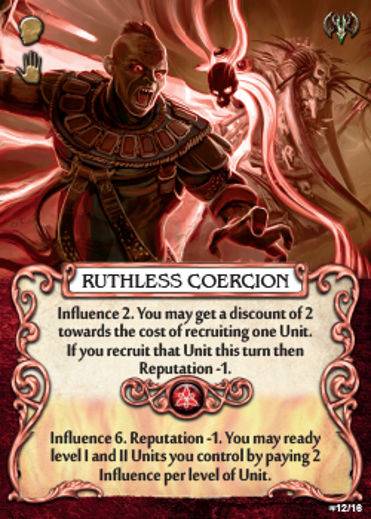 RUTHLESS COERCION
Influence 2. You may get a discount of 2
towards the cost of recruiting one Unit.
If you recruit that Unit this turn then
Reputation -1.
Influence 6. Reputation -1. You may ready
level I and II Units you control by paying 2
Influence per level of Unit.
#12/16